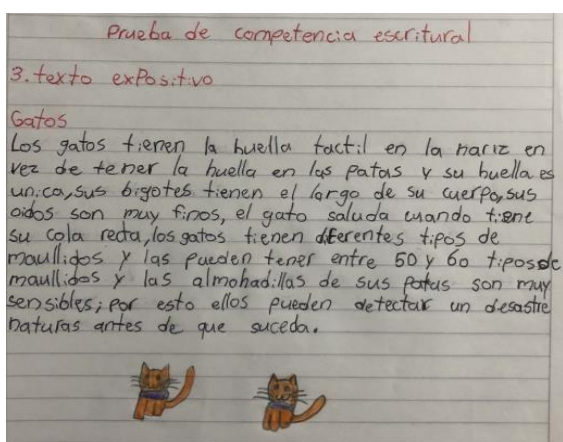 Prueba de competencia escritural
3. texto expositivo
Gatos
Los gatos tienen la huella tactil en la nariz en
vez de tener la huella en las patas y su huella es
unica, sus bigotes tienen el largo de su cuerpo, sus
oidos son muy finos, el gato saluda cuando tiene
su cola recta, los gatos tienen diferentes tipos de
maullidos y las pueden tener entre 50 y 60 tipos de
maullidos y las almohadillas de sus patas son muy
sensibles; por esto ellos pueden detectar un desastre
naturas antes de que suceda.